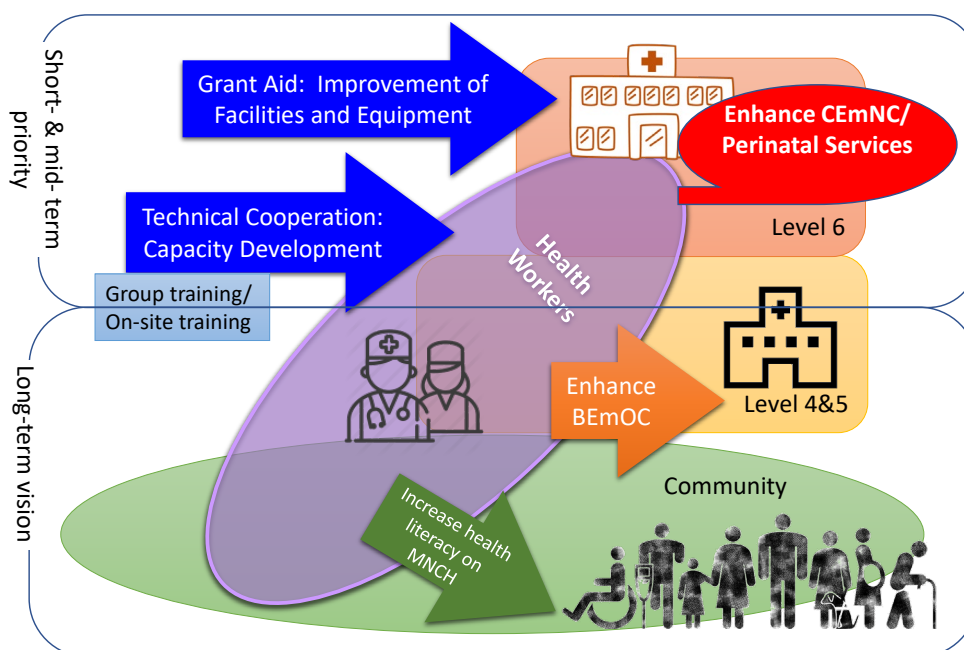 Short- & mid- term
priority
Grant Aid:  Improvement of
Facilities and Equipment
Enhance CEmNC/
Perinatal Services
Level 6
Technical Cooperation:
Capacity Development
Health
Workers
Group training/
On-site training
Long-term vision
Enhance
BEmOC
Level 4&5
Increase health
literacy on
MNCH
Community